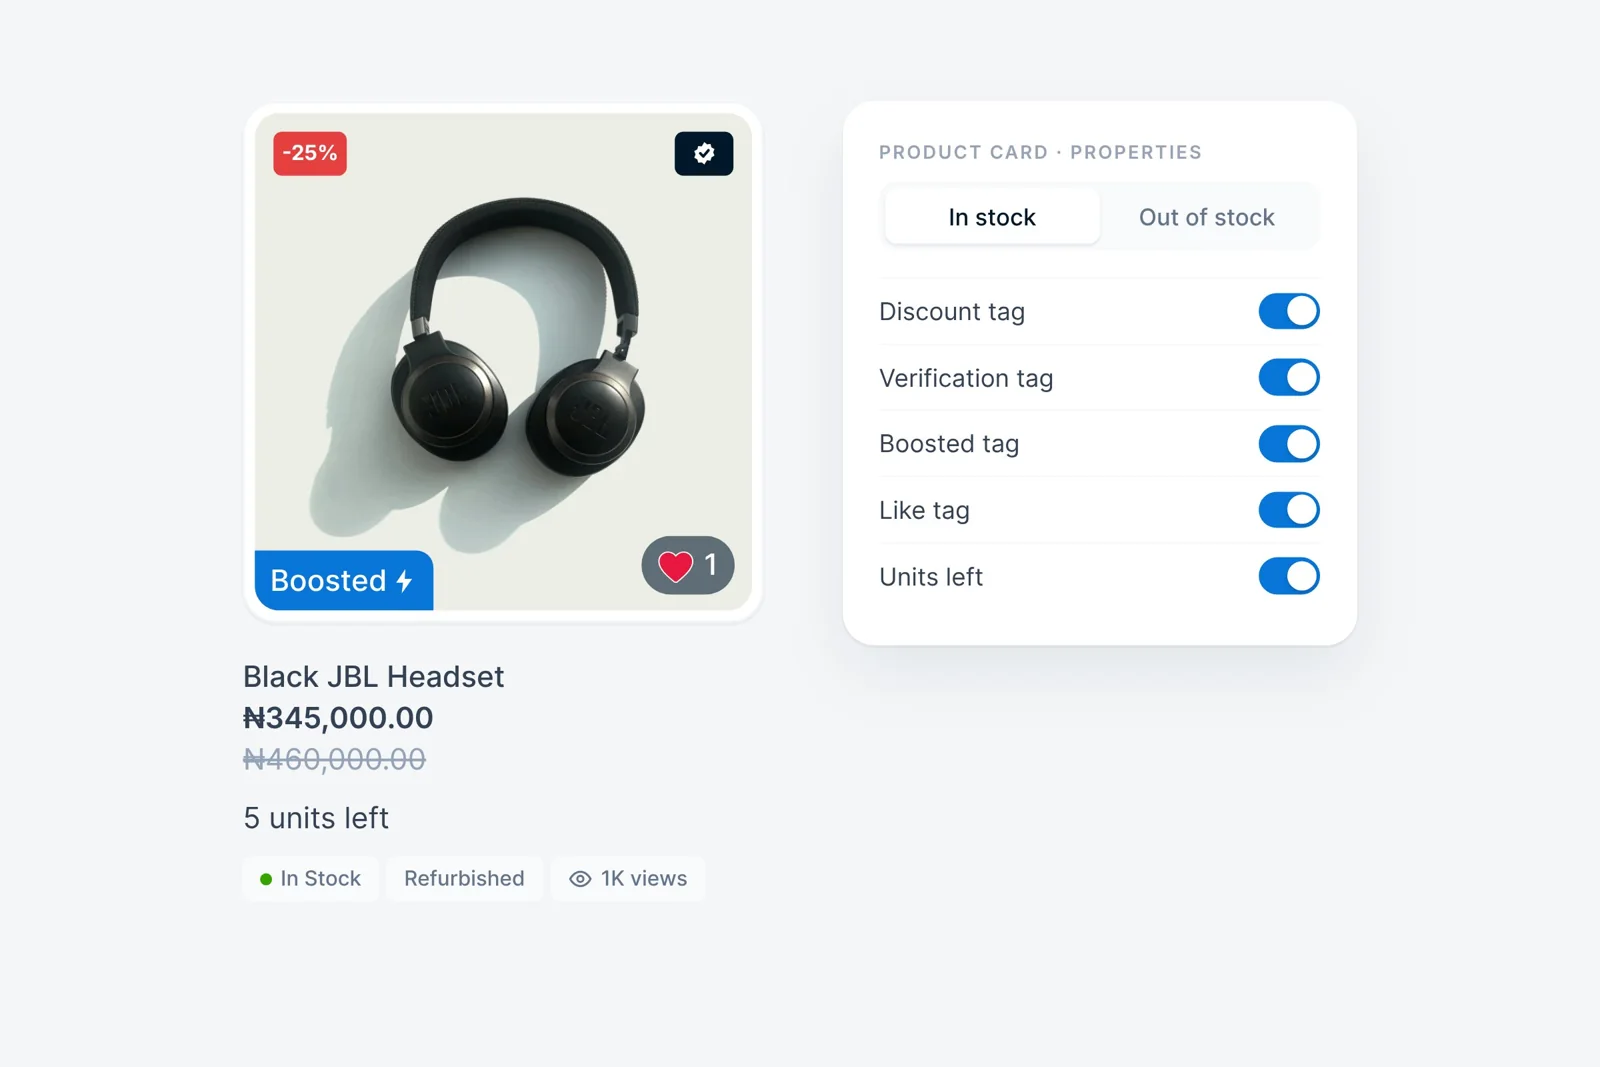 -25%
JBL
JBL
Boosted
1
Black JBL Headset
₦345,000.00
₦460,000.00
5 units left
In Stock
Refurbished
1K views
PRODUCT CARD · PROPERTIES
In stock
Out of stock
Discount tag
Verification tag
Boosted tag
Like tag
Units left